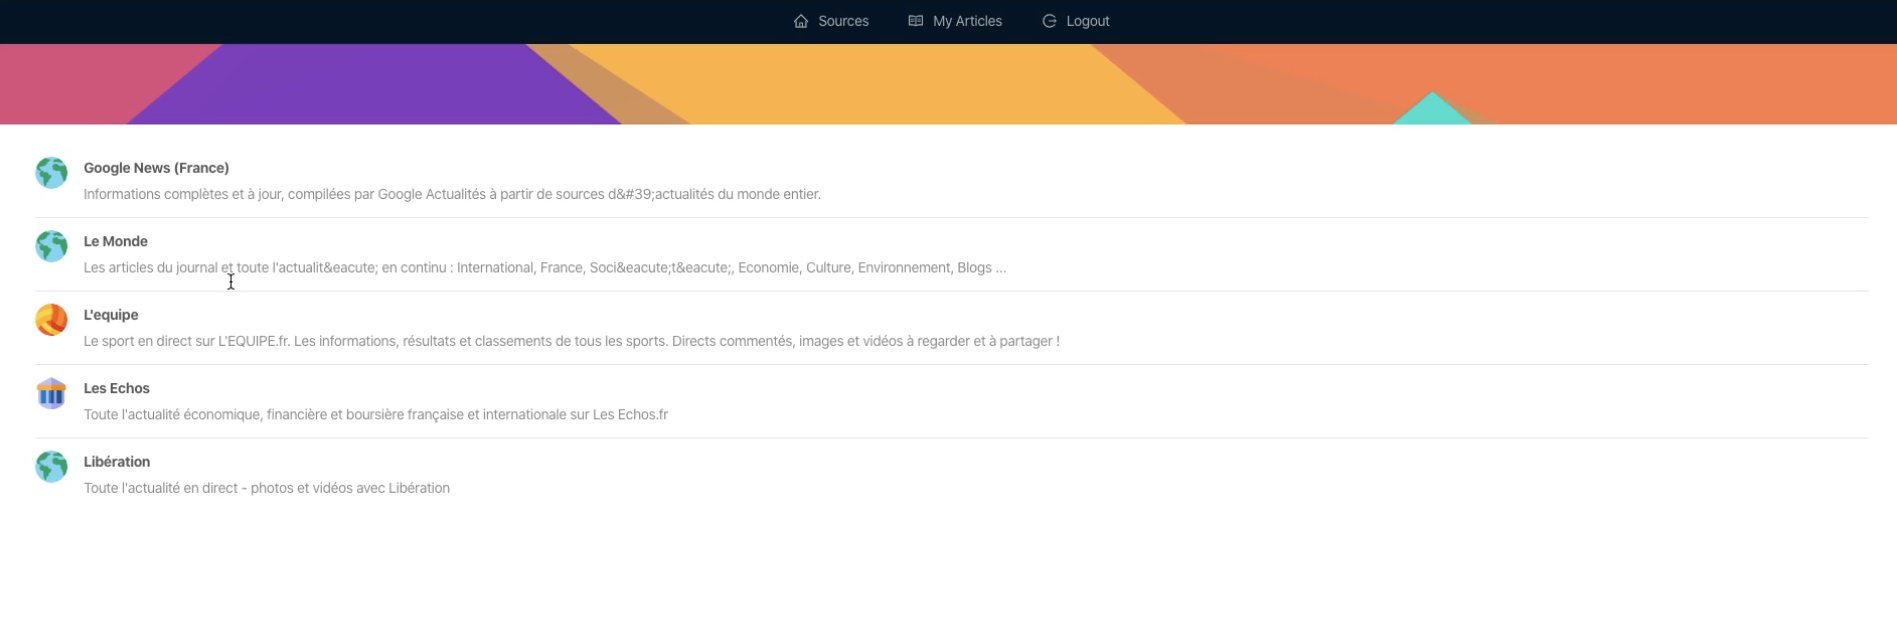 Sources My Articles Logout
Google News (France)
Informations complètes et à jour, compilées par Google Actualités à partir de sources d&#39;actualités du monde entier.
Le Monde
Les articles du journal et toute l'actualit&eacute; en continu : International, France, Soci&eacute;t&eacute;, Economie, Culture, Environnement, Blogs ...
L'equipe
Le sport en direct sur L'EQUIPE.fr. Les informations, résultats et classements de tous les sports. Directs commentés, images et vidéos à regarder et à partager !
Les Echos
Toute l'actualité économique, financière et boursière française et internationale sur Les Echos.fr
Libération
Toute l'actualité en direct - photos et vidéos avec Libération